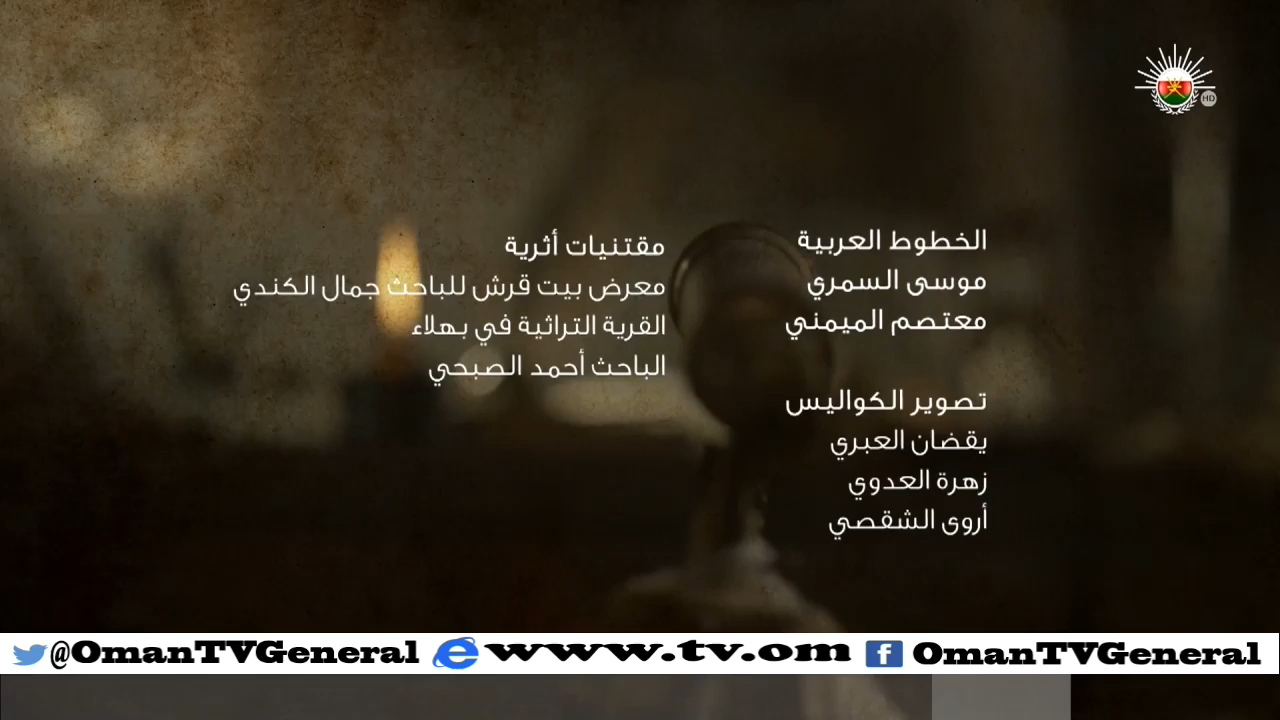 الخطوط العربية
موسى السمري
معتصم الميمني
تصوير الكواليس
يقضان العبري
زهرة العدوي
أروى الشقصي
مقتنيات أثرية
معرض بيت قرش للباحث جمال الكندي
القرية التراثية في بهلاء
الباحث أحمد الصبحي
HD
@OmanTVGeneral www.tv.om OmanTVGeneral